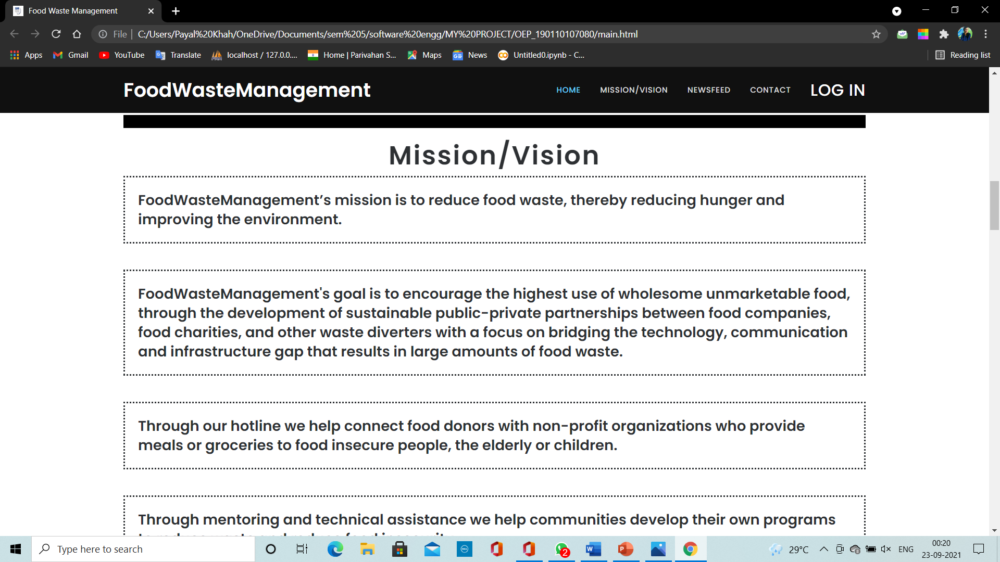 Food Waste Management
File
C:/Users/Payal%20Khah/OneDrive/Documents/sem%205/software%20engg/MY%20PROJECT/OEP_190110107080/main.html
Apps
Gmail
YouTube
Translate
localhost / 127.0.0....
Home | Parivahan S...
Maps
News
Untitled0.ipynb - C...
Reading list
FoodWasteManagement
HOME
MISSION/VISION
NEWSFEED
CONTACT
LOG IN
Mission/Vision
FoodWasteManagement’s mission is to reduce food waste, thereby reducing hunger and
improving the environment.
FoodWasteManagement's goal is to encourage the highest use of wholesome unmarketable food,
through the development of sustainable public-private partnerships between food companies,
food charities, and other waste diverters with a focus on bridging the technology, communication
and infrastructure gap that results in large amounts of food waste.
Through our hotline we help connect food donors with non-profit organizations who provide
meals or groceries to food insecure people, the elderly or children.
Through mentoring and technical assistance we help communities develop their own programs
Type here to search
2
29°C
ENG
00:20
23-09-2021